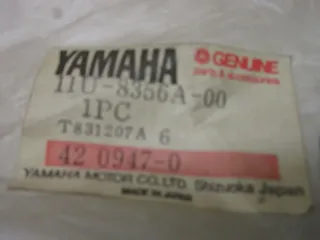 YAMAHA GENUINE
parts & accessories
11U-8356A-00
1PC
T831207A 6
42 0947-0
YAMAHA MOTOR CO.,LTD. Shizuoka Japan
MADE IN JAPAN